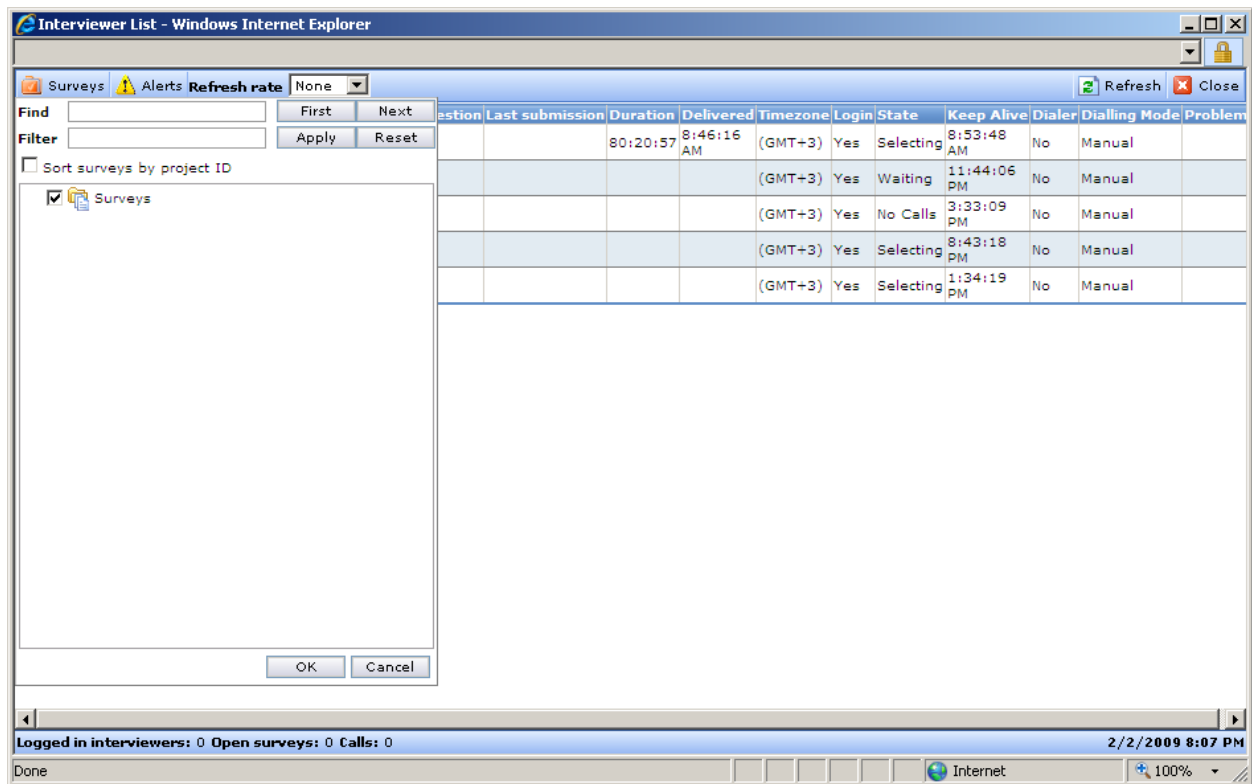 Interviewer List - Windows Internet Explorer
Surveys Alerts Refresh rate None Refresh Close
Find First Next
Filter Apply Reset
Sort surveys by project ID
Surveys
OK Cancel
estion Last submission Duration Delivered Timezone Login State Keep Alive Dialer Dialling Mode Problem
80:20:57 8:46:16 AM (GMT+3) Yes Selecting 8:53:48 AM No Manual
(GMT+3) Yes Waiting 11:44:06 PM No Manual
(GMT+3) Yes No Calls 3:33:09 PM No Manual
(GMT+3) Yes Selecting 8:43:18 PM No Manual
(GMT+3) Yes Selecting 1:34:19 PM No Manual
Logged in interviewers: 0 Open surveys: 0 Calls: 0 2/2/2009 8:07 PM
Done Internet 100%